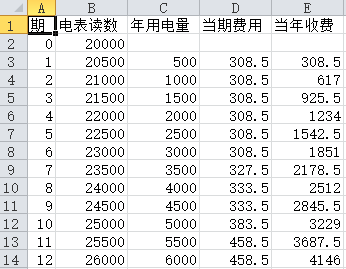 A B C D E
1 期 电表读数 年用电量 当期费用 当年收费
2 0 20000
3 1 20500 500 308.5 308.5
4 2 21000 1000 308.5 617
5 3 21500 1500 308.5 925.5
6 4 22000 2000 308.5 1234
7 5 22500 2500 308.5 1542.5
8 6 23000 3000 308.5 1851
9 7 23500 3500 327.5 2178.5
10 8 24000 4000 333.5 2512
11 9 24500 4500 333.5 2845.5
12 10 25000 5000 383.5 3229
13 11 25500 5500 458.5 3687.5
14 12 26000 6000 458.5 4146